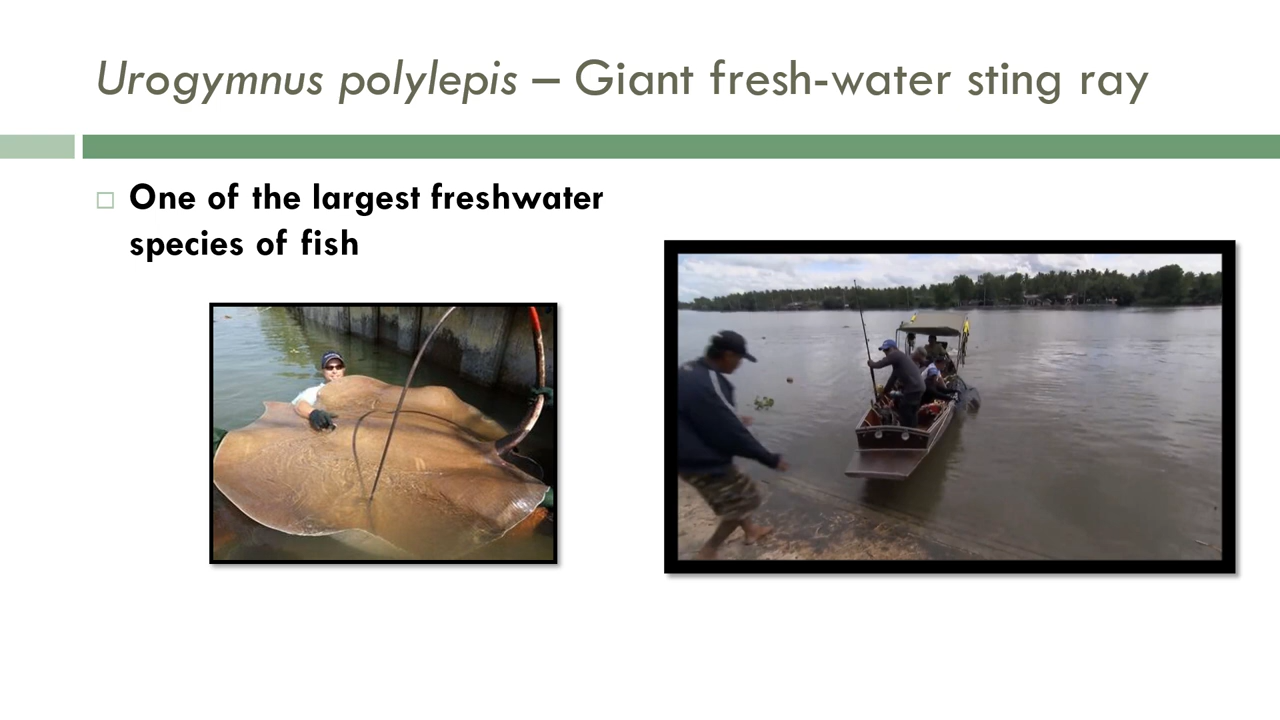 Urogymnus polylepis – Giant fresh-water sting ray
One of the largest freshwater
species of fish